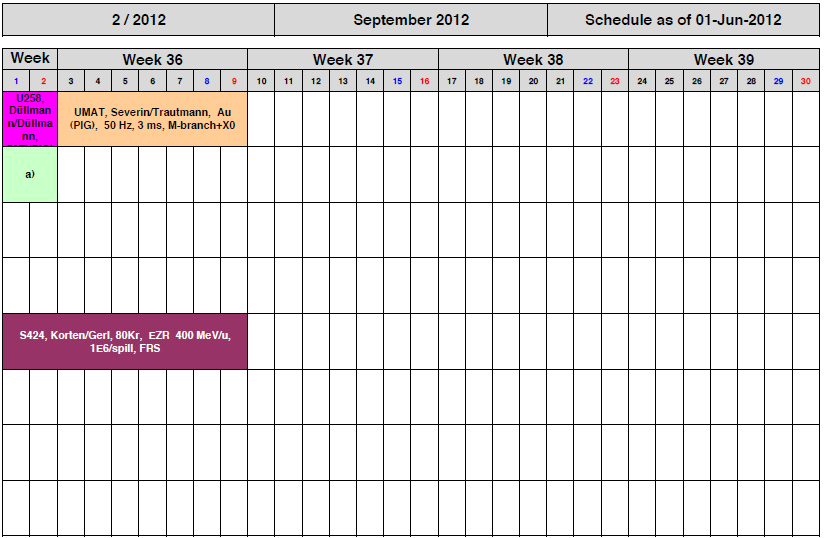 2 / 2012 September 2012 Schedule as of 01-Jun-2012
Week Week 36 Week 37 Week 38 Week 39
1 2 3 4 5 6 7 8 9 10 11 12 13 14 15 16 17 18 19 20 21 22 23 24 25 26 27 28 29 30
U258,
Düllman
n/Düllma
nn,
UMAT, Severin/Trautmann, Au
(PIG), 50 Hz, 3 ms, M-branch+X0
a)
S424, Korten/Gerl, 80Kr, EZR 400 MeV/u,
1E6/spill, FRS